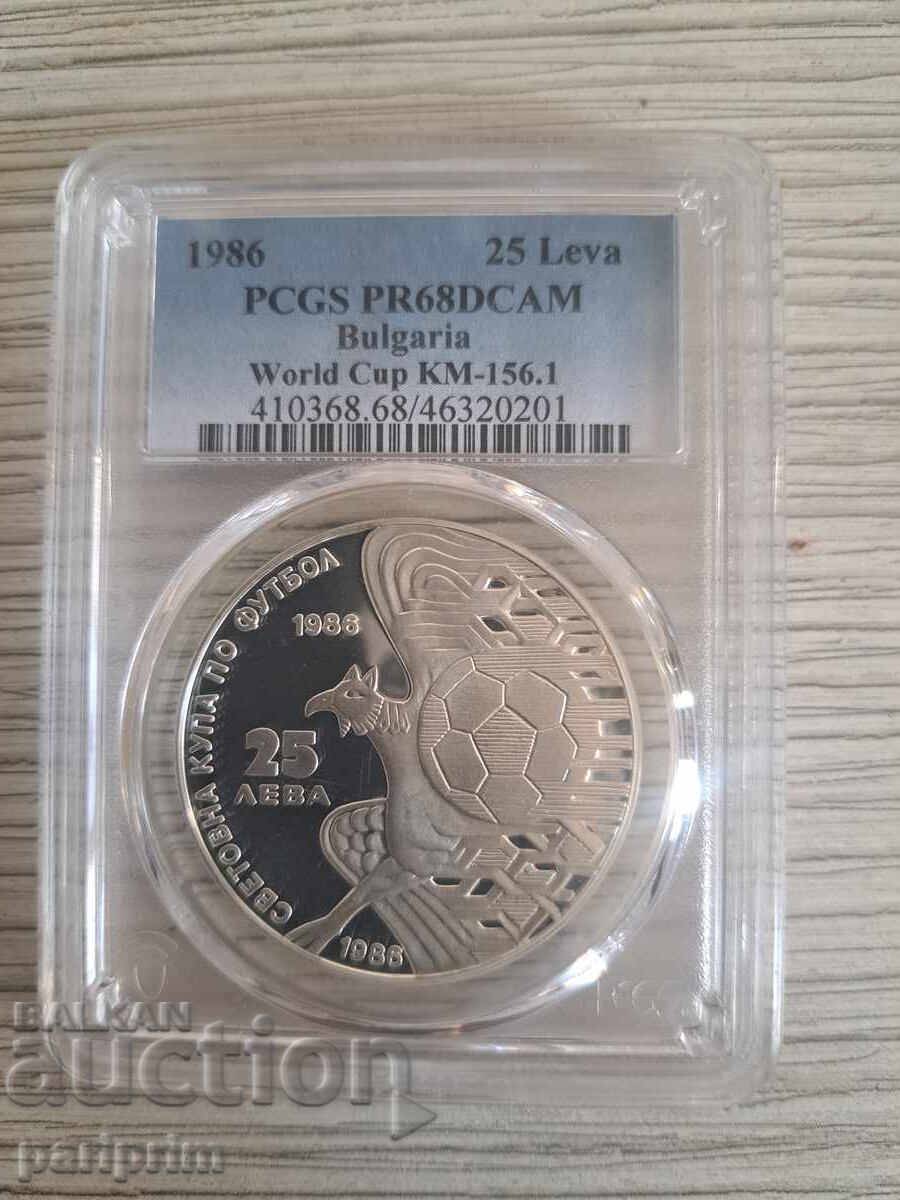 1986 25 Leva
PCGS PR68DCAM
Bulgaria
World Cup KM-156.1
410368.68/46320201
СВЕТОВНА КУПА ПО ФУТБОЛ
1986
25
ЛЕВА
1986
BALKAN
auction
pariprim